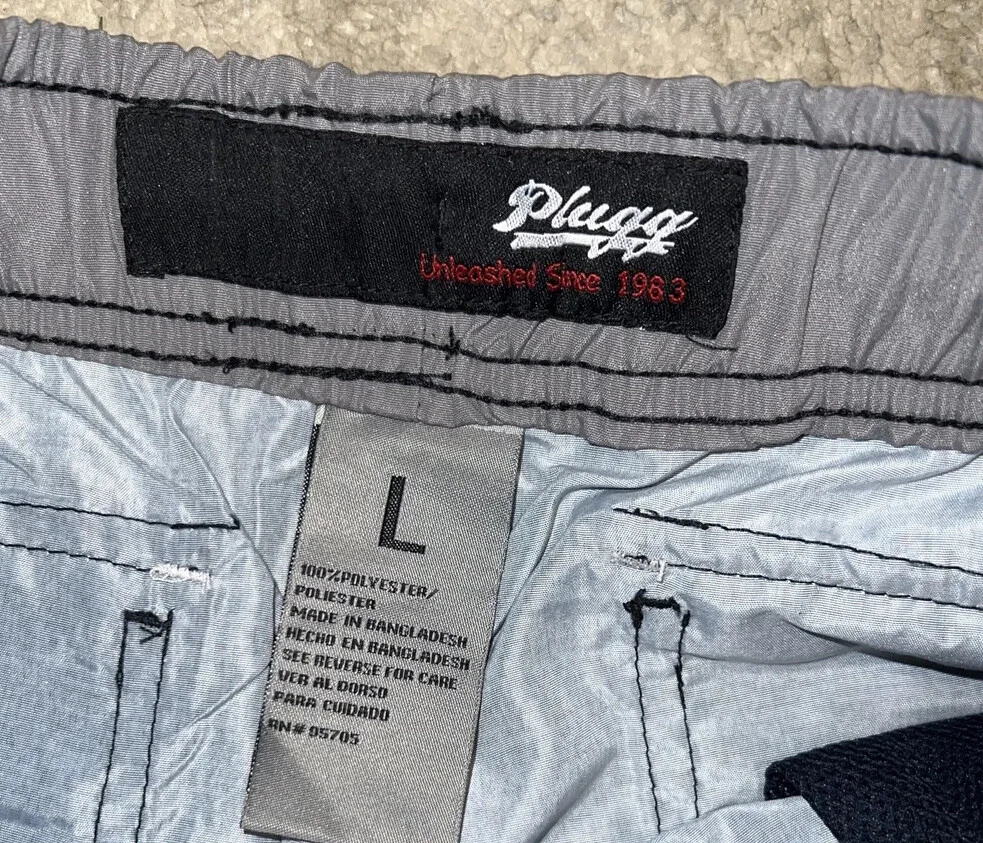 Plugg
Unleashed Since 1983
L
100%POLYESTER/
POLIESTER
MADE IN BANGLADESH
HECHO EN BANGLADESH
SEE REVERSE FOR CARE
VER AL DORSO
PARA CUIDADO
RN# 95705